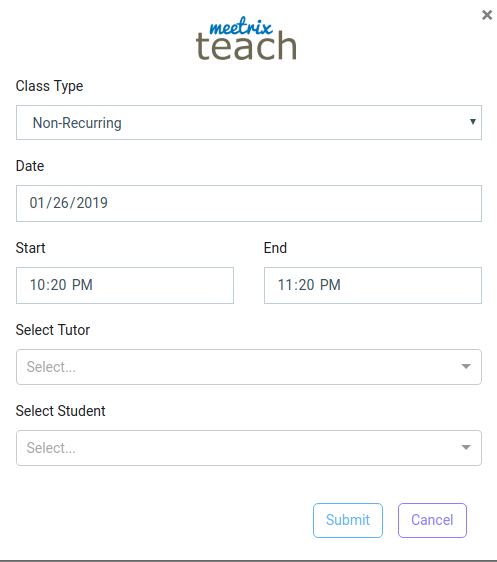 ×
meetrix
teach
Class Type
Non-Recurring
Date
01/26/2019
Start End
10:20 PM 11:20 PM
Select Tutor
Select...
Select Student
Select...
Submit Cancel